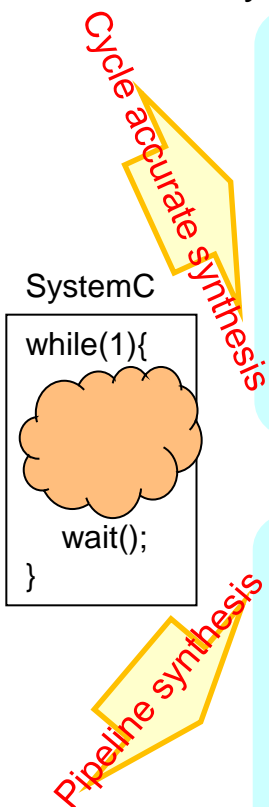 Cycle accurate synthesis
SystemC
while(1){
wait();
}
Pipeline synthesis